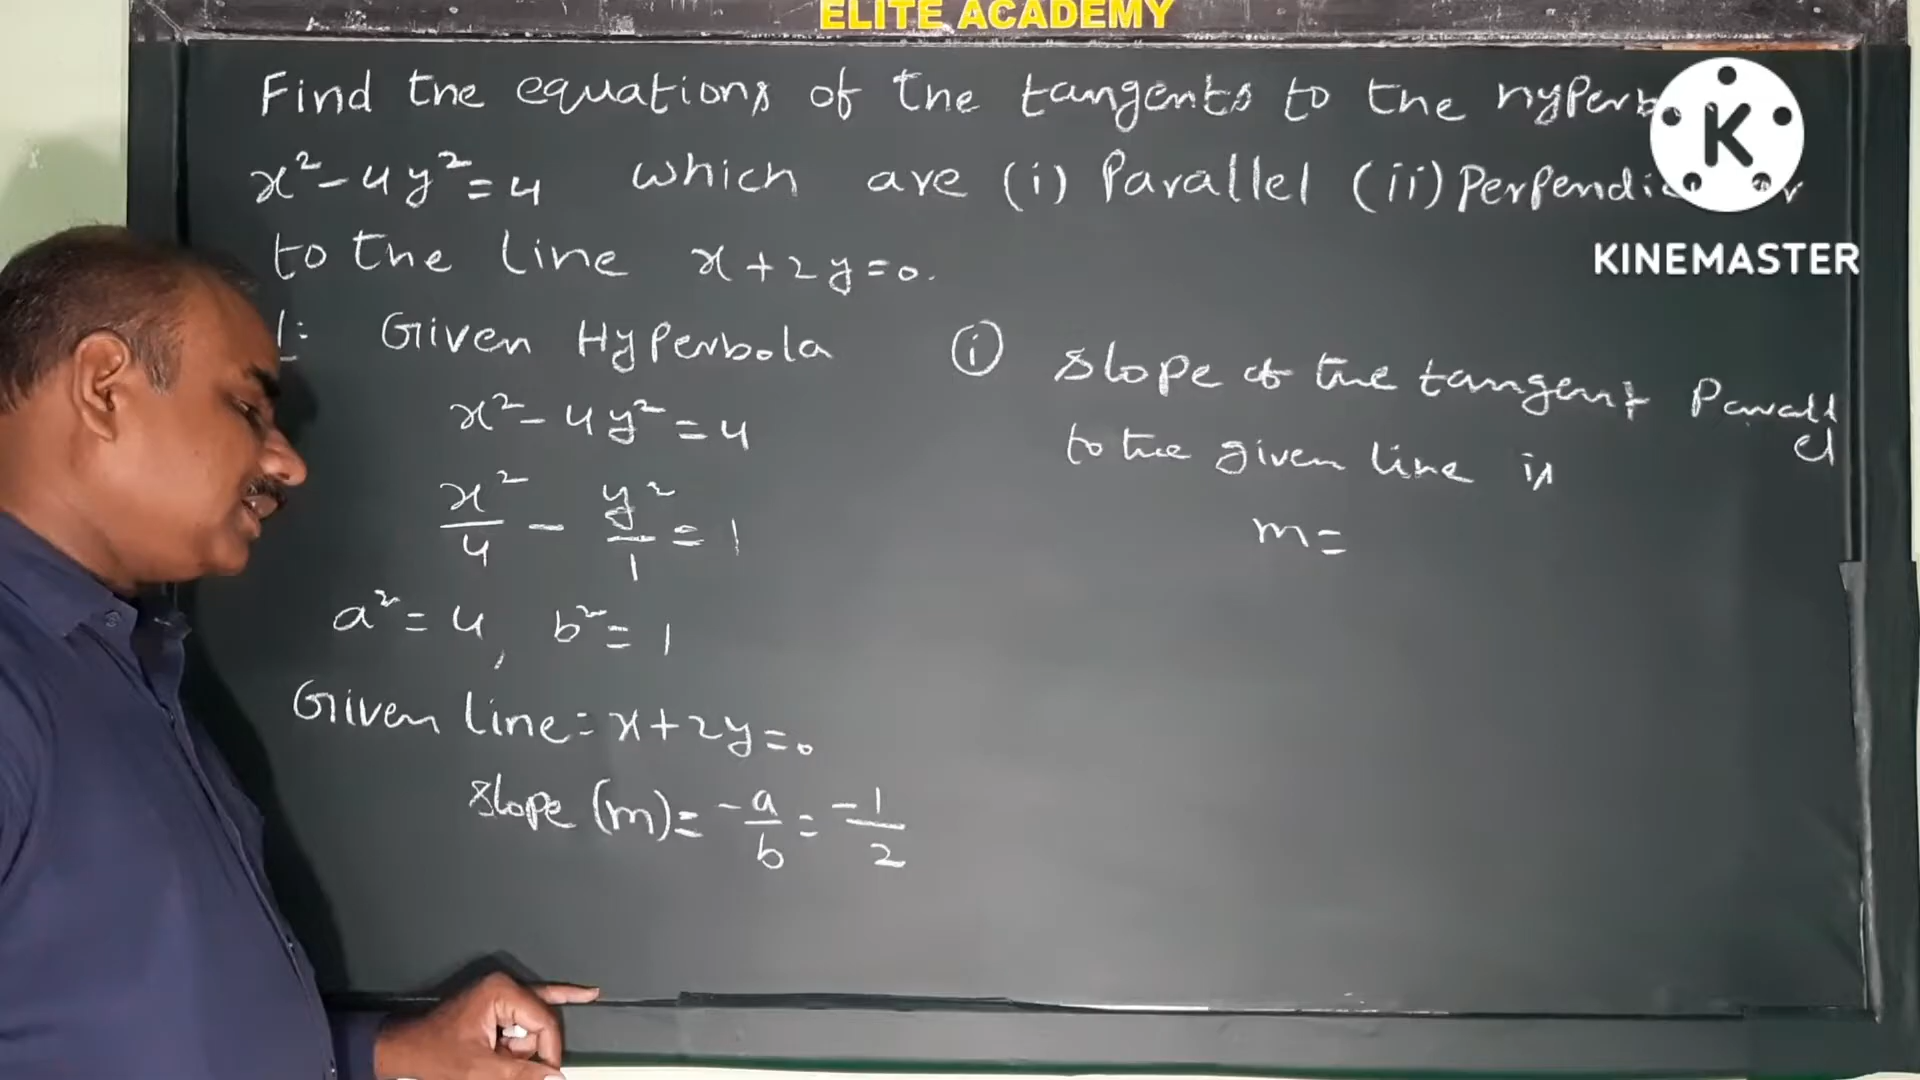 ELITE ACADEMY
Find the equations of the tangents to the
x²-4y²=4 which are (i) Parallel (ii)
to the line x+2y=0.
Given Hyperbola
x²-4y²=4
x²/4 - y²/1 = 1
a²=4, b²=1
Given line=x+2y=0
Slope (m)= -a/b = -1/2
(i) Slope of the tangent Parallel
to the given line is
m=
K
KINEMASTER